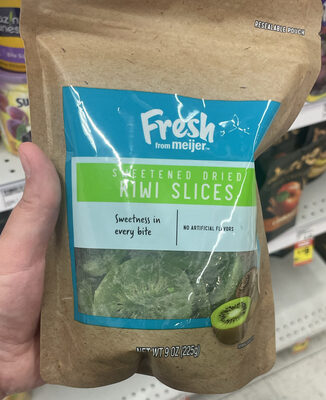 RESEALABLE POUCH
Fresh
from meijer
SWEETENED DRIED
KIWI SLICES
Sweetness in
every bite
NO ARTIFICIAL FLAVORS
NET WT 9 OZ (225g)